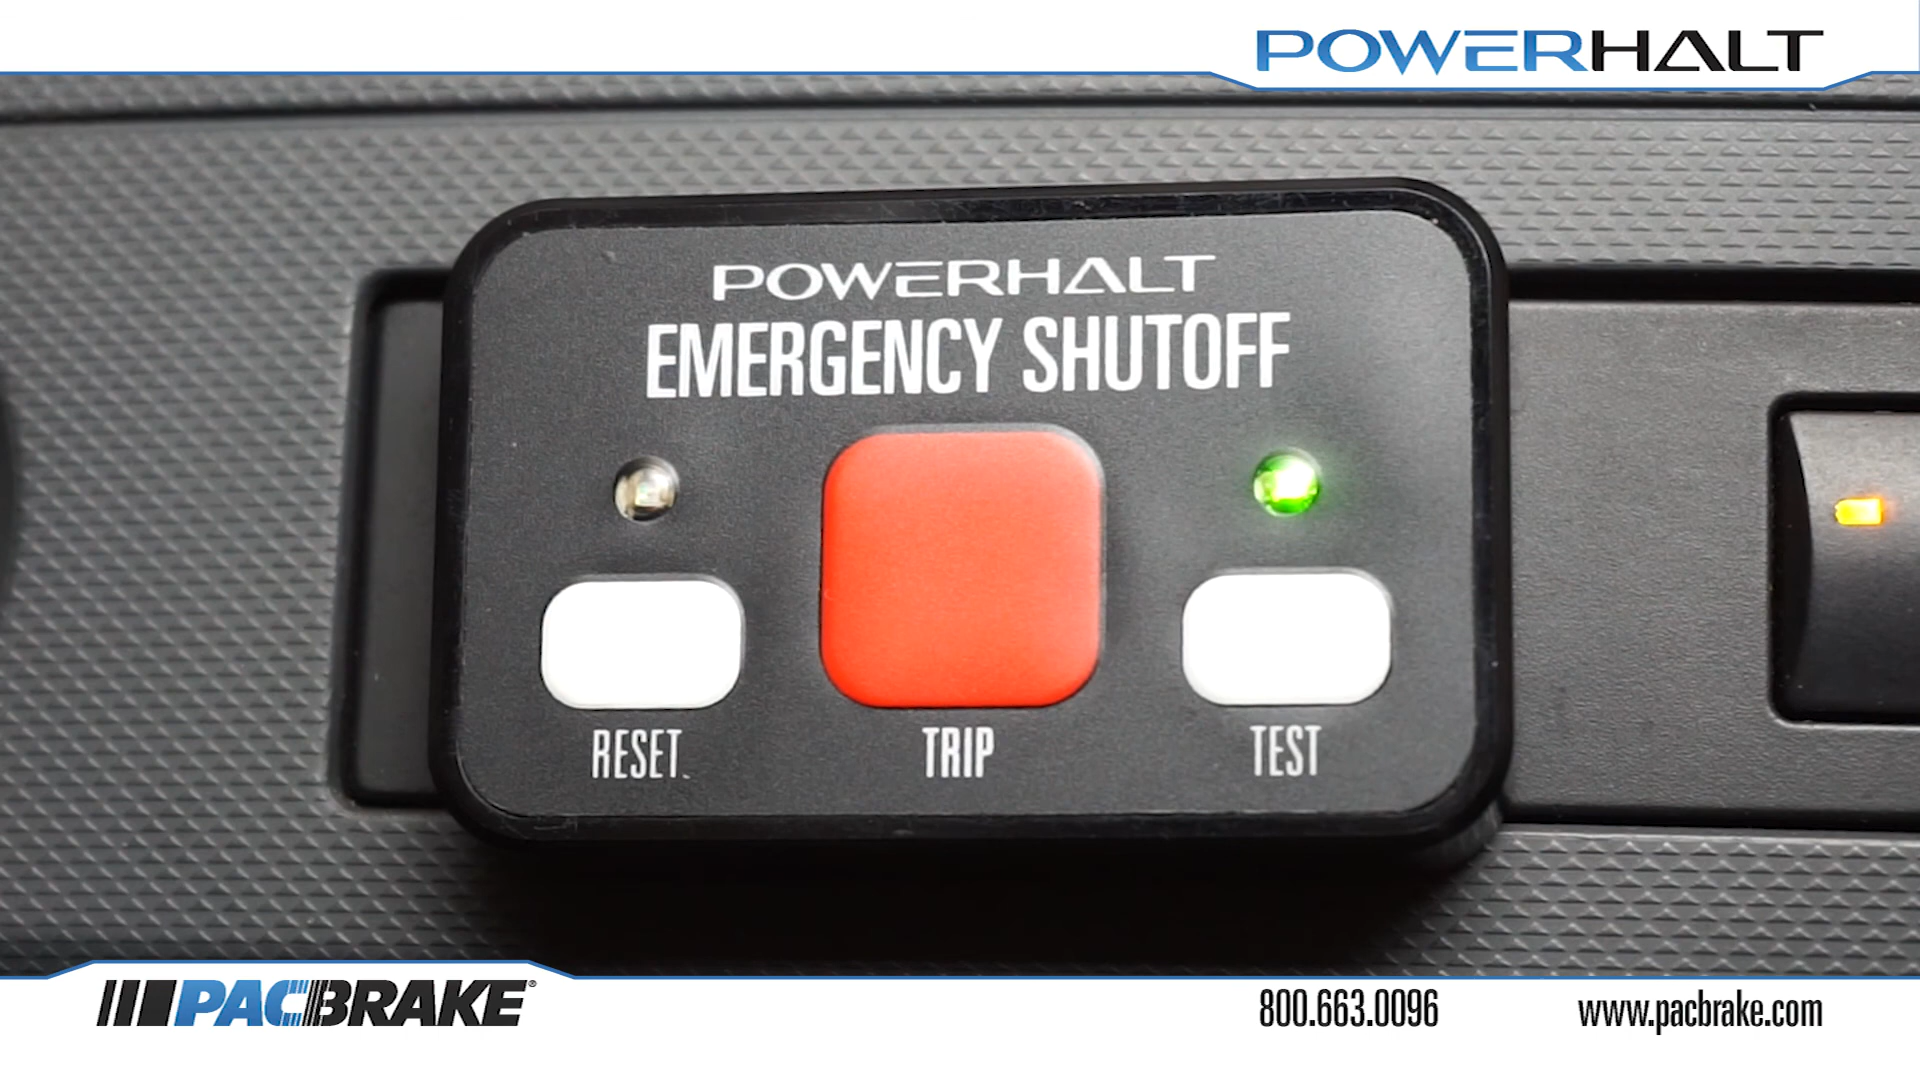 POWERHALT
POWERHALT
EMERGENCY SHUTOFF
RESET
TRIP
TEST
PACBRAKE®
800.663.0096
www.pacbrake.com